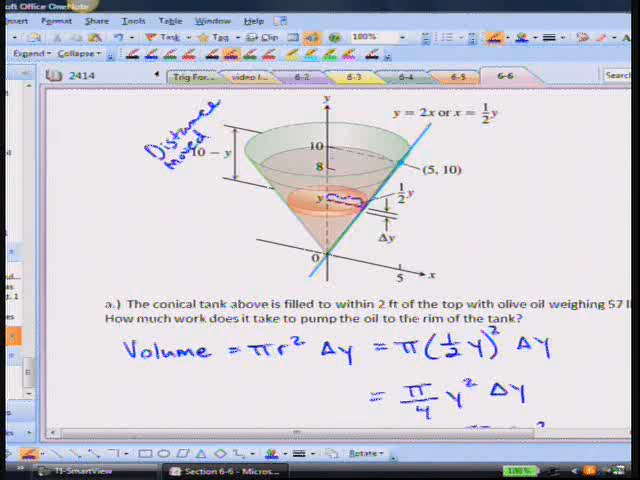 soft Office OneNote
Insert Format Share Tools Table Window Help
Task Tag 100%
Expand Collapse
2414 Trig For... video l... 6-2 6-3 6-4 6-5 6-6 Search
y
y = 2x or x = 1/2 y
Distance moved
10 − y
10
8
(5, 10)
y
1/2 y
Δy
0
5
x
a.) The conical tank above is filled to within 2 ft of the top with olive oil weighing 57 l
How much work does it take to pump the oil to the rim of the tank?
Volume = πr² Δy = π(1/2 y)² Δy
= π/4 y² Δy
Rotate
TI-SmartView Section 6-6 - Micros... 100%